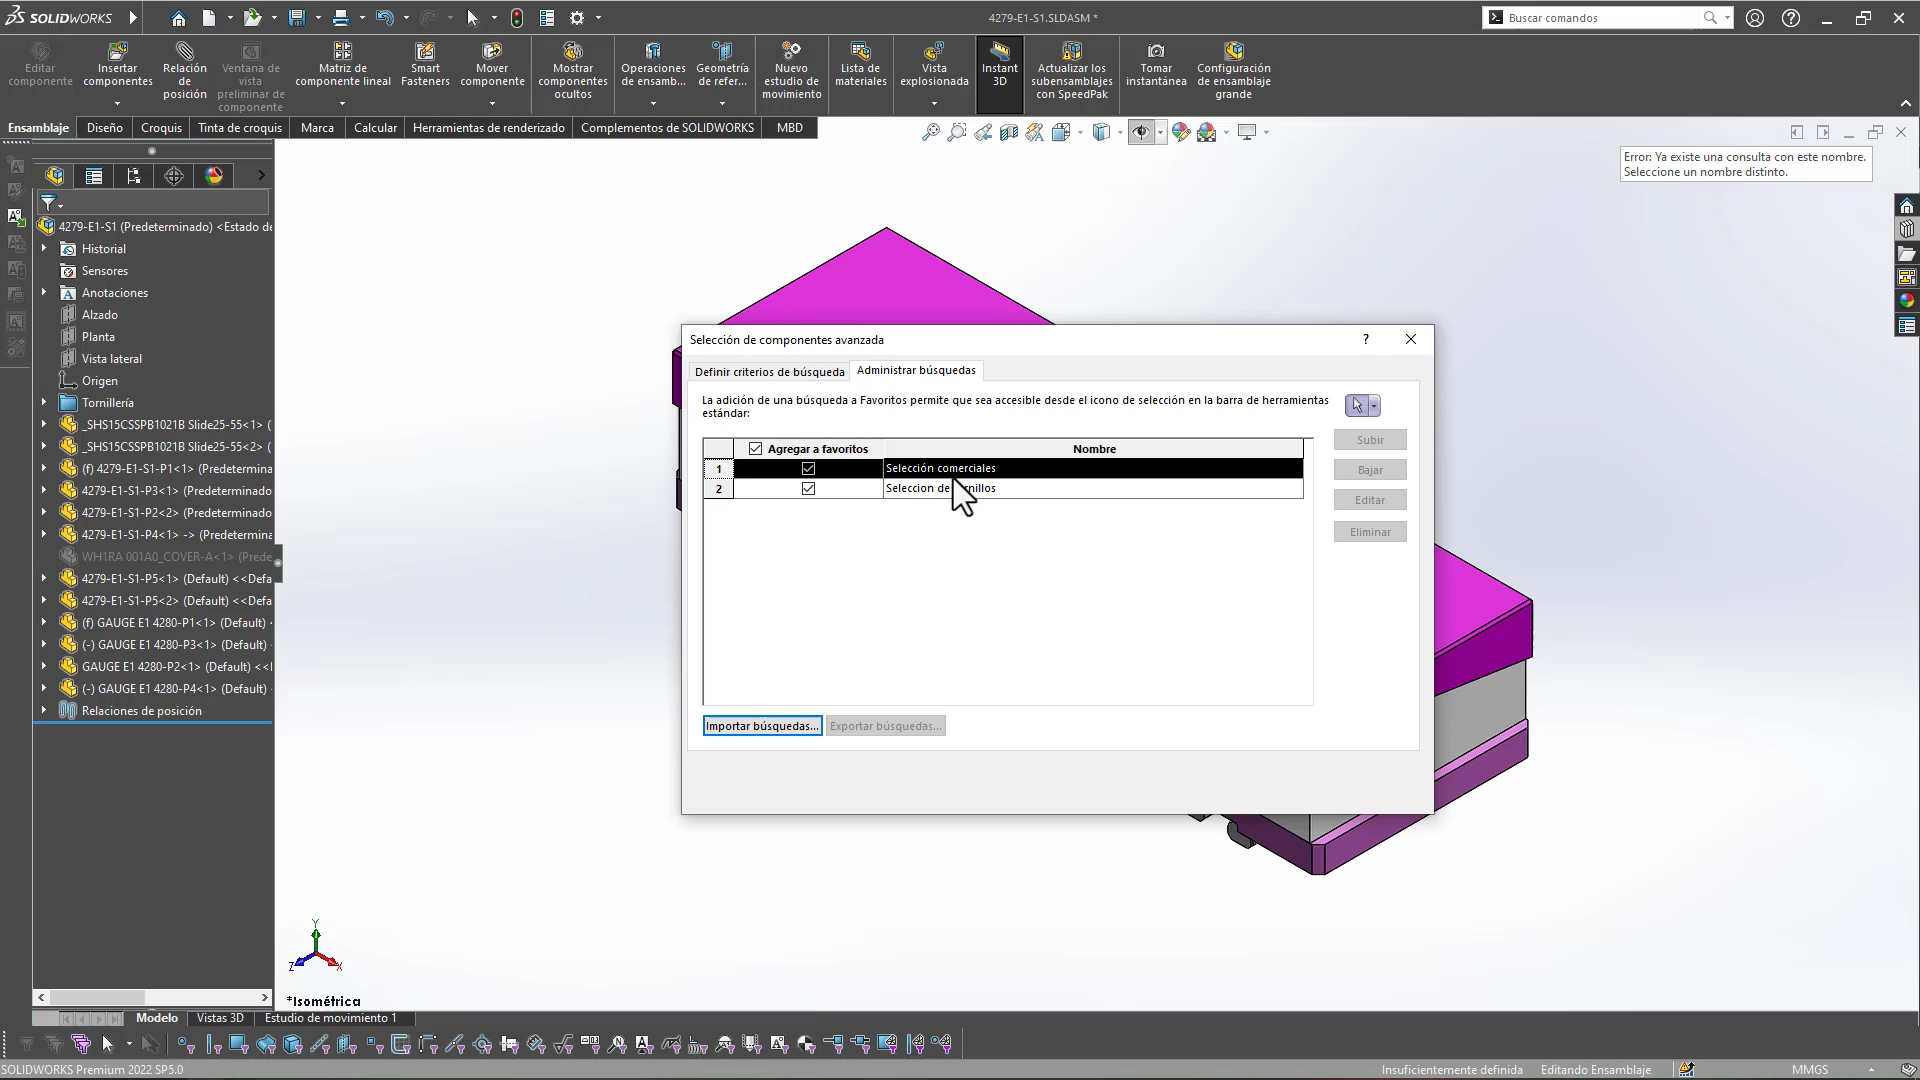 SOLIDWORKS
4279-E1-S1.SLDASM *
Buscar comandos
Editar
componente
Insertar
componentes
Relación
de
posición
Ventana de
vista
preliminar de
componente
Matriz de
componente lineal
Smart
Fasteners
Mover
componente
Mostrar
componentes
ocultos
Operaciones
de ensamb...
Geometría
de refer...
Nuevo
estudio de
movimiento
Lista de
materiales
Vista
explosionada
Instant
3D
Actualizar los
subensamblajes
con SpeedPak
Tomar
instantánea
Configuración
de ensamblaje
grande
Ensamblaje
Diseño
Croquis
Tinta de croquis
Marca
Calcular
Herramientas de renderizado
Complementos de SOLIDWORKS
MBD
Error: Ya existe una consulta con este nombre.
Seleccione un nombre distinto.
4279-E1-S1 (Predeterminado) <Estado de
Historial
Sensores
Anotaciones
Alzado
Planta
Vista lateral
Origen
Tornillería
_SHS15CSSPB1021B Slide25-55<1> (
_SHS15CSSPB1021B Slide25-55<2> (
(f) 4279-E1-S1-P1<1> (Predetermina
4279-E1-S1-P3<1> (Predeterminado
4279-E1-S1-P2<2> (Predeterminado
4279-E1-S1-P4<1> -> (Predetermina
WH1RA 001A0_COVER-A<1> (Prede
4279-E1-S1-P5<1> (Default) <<Defa
4279-E1-S1-P5<2> (Default) <<Defa
(f) GAUGE E1 4280-P1<1> (Default)
(-) GAUGE E1 4280-P3<1> (Default)
GAUGE E1 4280-P2<1> (Default) <<
(-) GAUGE E1 4280-P4<1> (Default)
Relaciones de posición
Selección de componentes avanzada
?
Definir criterios de búsqueda
Administrar búsquedas
La adición de una búsqueda a Favoritos permite que sea accesible desde el icono de selección en la barra de herramientas
estándar:
Agregar a favoritos
Nombre
1
Selección comerciales
2
Seleccion de
Subir
Bajar
Editar
Eliminar
Importar búsquedas...
Exportar búsquedas...
Y
Z
X
*Isométrica
Modelo
Vistas 3D
Estudio de movimiento 1
SOLIDWORKS Premium 2022 SP5.0
Insuficientemente definida
Editando Ensamblaje
MMGS